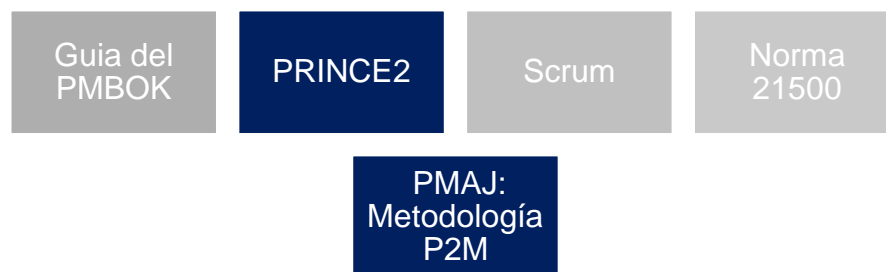 Guia del
PMBOK
PRINCE2
Scrum
Norma
21500
PMAJ:
Metodología
P2M